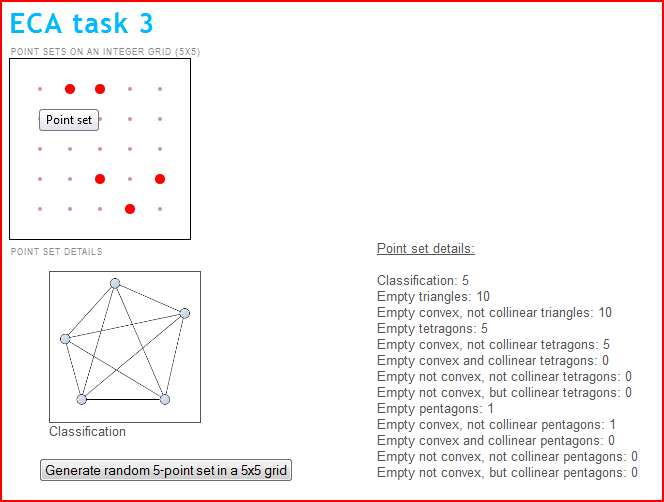 ECA task 3
POINT SETS ON AN INTEGER GRID (5X5)
Point set
POINT SET DETAILS
Classification
Generate random 5-point set in a 5x5 grid
Point set details:
Classification: 5
Empty triangles: 10
Empty convex, not collinear triangles: 10
Empty tetragons: 5
Empty convex, not collinear tetragons: 5
Empty convex and collinear tetragons: 0
Empty not convex, not collinear tetragons: 0
Empty not convex, but collinear tetragons: 0
Empty pentagons: 1
Empty convex, not collinear pentagons: 1
Empty convex and collinear pentagons: 0
Empty not convex, not collinear pentagons: 0
Empty not convex, but collinear pentagons: 0